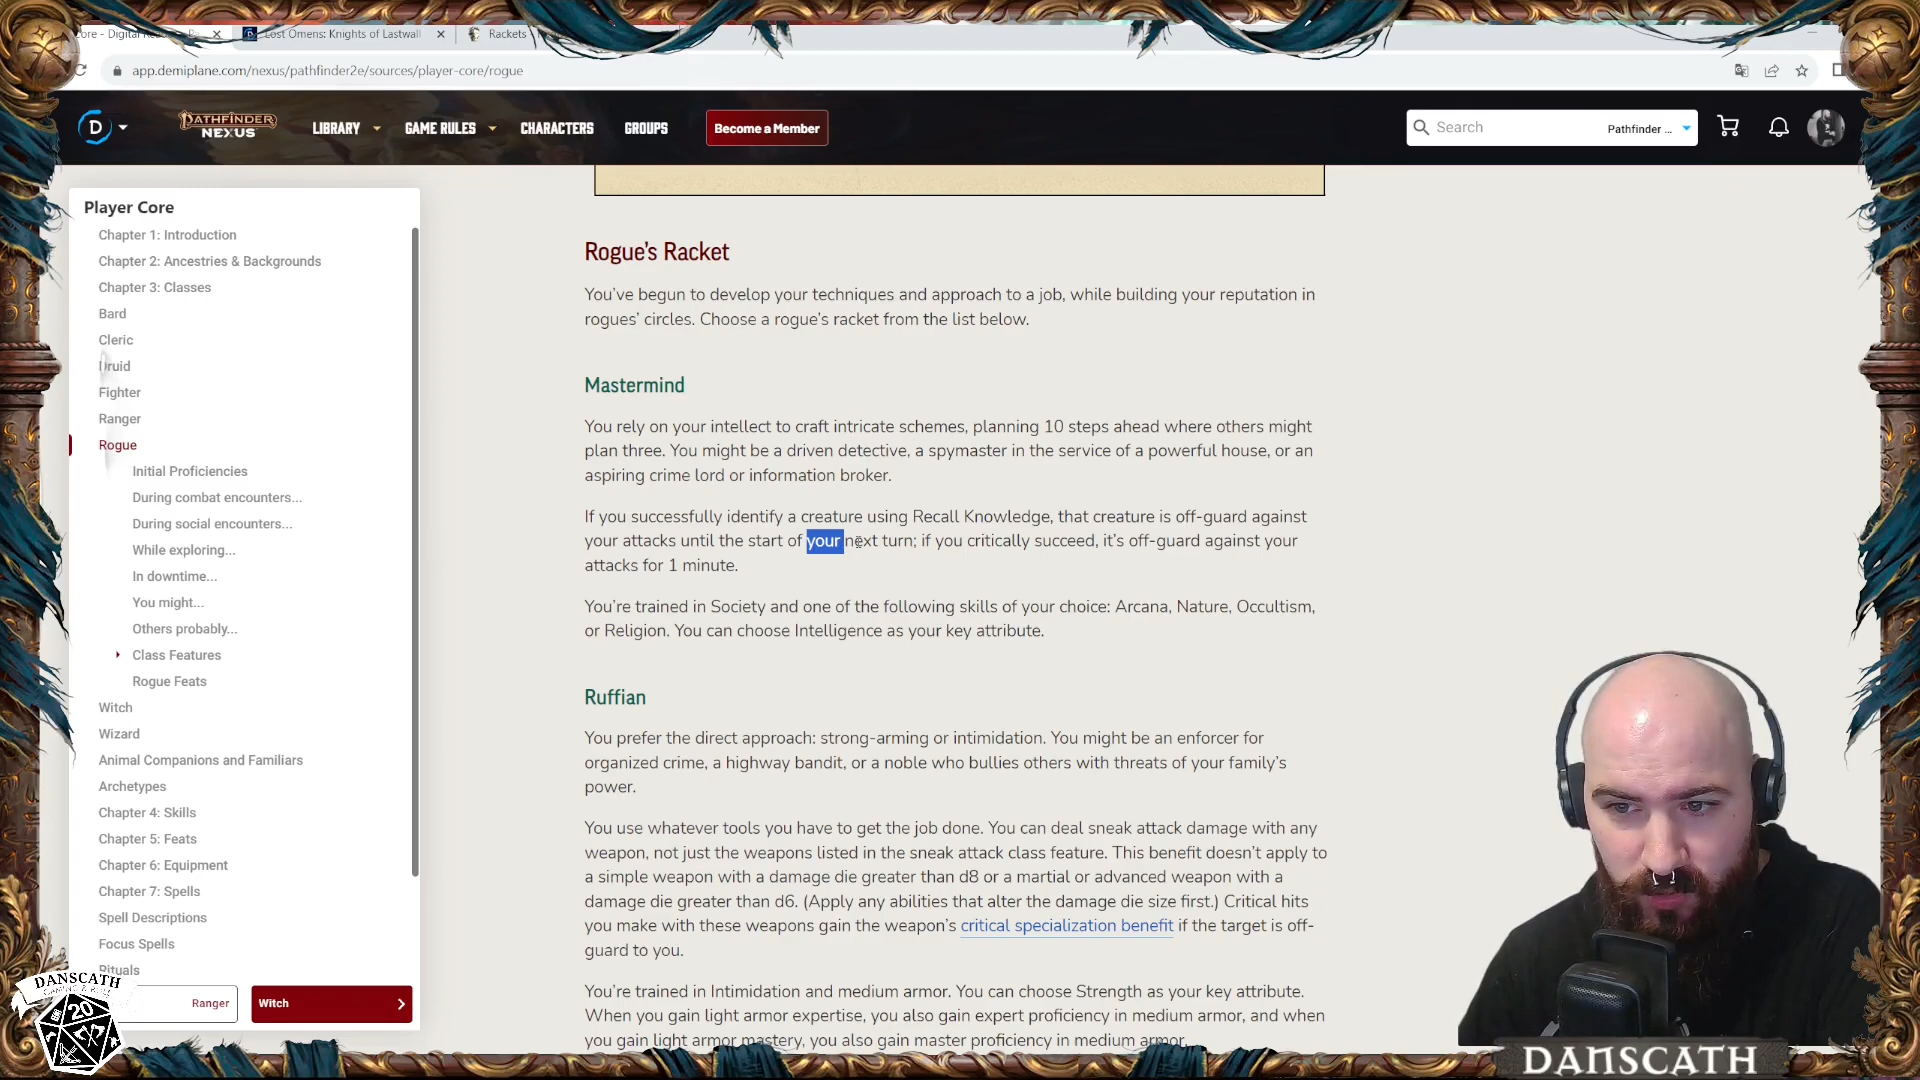 Core - Digital
Lost Omens: Knights of Lastwall
Rackets -
app.demiplane.com/nexus/pathfinder2e/sources/player-core/rogue
D
PATHFINDER
NEXUS
LIBRARY
GAME RULES
CHARACTERS
GROUPS
Become a Member
Search
Pathfinder ...
Player Core
Chapter 1: Introduction
Chapter 2: Ancestries & Backgrounds
Chapter 3: Classes
Bard
Cleric
Druid
Fighter
Ranger
Rogue
Initial Proficiencies
During combat encounters...
During social encounters...
While exploring...
In downtime...
You might...
Others probably...
Class Features
Rogue Feats
Witch
Wizard
Animal Companions and Familiars
Archetypes
Chapter 4: Skills
Chapter 5: Feats
Chapter 6: Equipment
Chapter 7: Spells
Spell Descriptions
Focus Spells
Rituals
Ranger
Witch
Rogue's Racket
You've begun to develop your techniques and approach to a job, while building your reputation in
rogues' circles. Choose a rogue's racket from the list below.
Mastermind
You rely on your intellect to craft intricate schemes, planning 10 steps ahead where others might
plan three. You might be a driven detective, a spymaster in the service of a powerful house, or an
aspiring crime lord or information broker.
If you successfully identify a creature using Recall Knowledge, that creature is off-guard against
your attacks until the start of your next turn; if you critically succeed, it's off-guard against your
attacks for 1 minute.
You're trained in Society and one of the following skills of your choice: Arcana, Nature, Occultism,
or Religion. You can choose Intelligence as your key attribute.
Ruffian
You prefer the direct approach: strong-arming or intimidation. You might be an enforcer for
organized crime, a highway bandit, or a noble who bullies others with threats of your family's
power.
You use whatever tools you have to get the job done. You can deal sneak attack damage with any
weapon, not just the weapons listed in the sneak attack class feature. This benefit doesn't apply to
a simple weapon with a damage die greater than d8 or a martial or advanced weapon with a
damage die greater than d6. (Apply any abilities that alter the damage die size first.) Critical hits
you make with these weapons gain the weapon's critical specialization benefit if the target is off-
guard to you.
You're trained in Intimidation and medium armor. You can choose Strength as your key attribute.
When you gain light armor expertise, you also gain expert proficiency in medium armor, and when
you gain light armor mastery, you also gain master proficiency in medium armor.
DANSCATH
20
DANSCATH